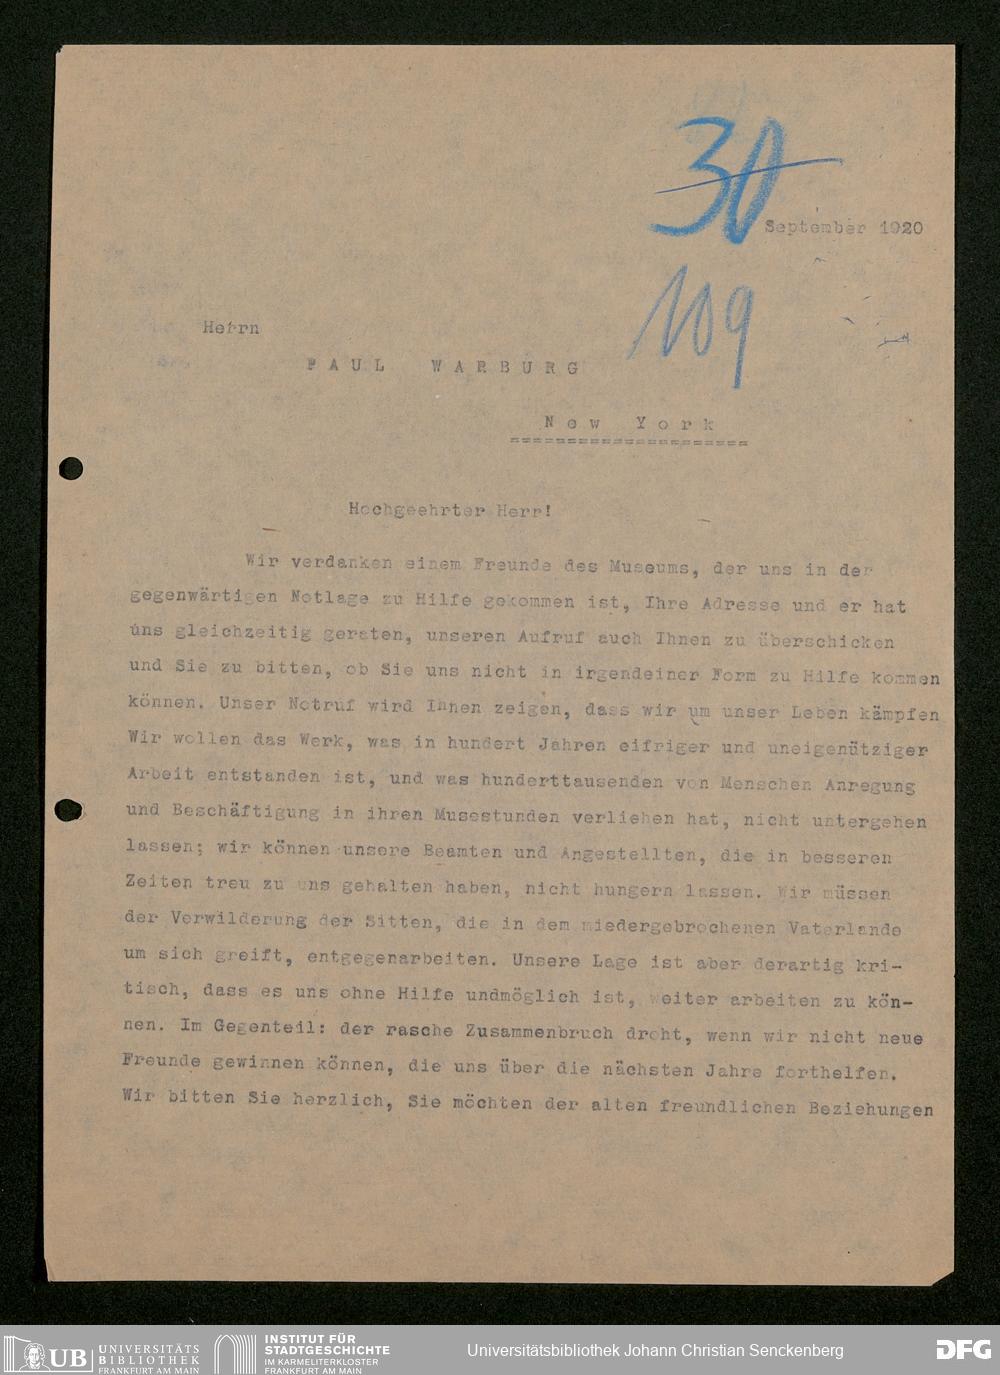 30
September 1920
109
Herrn
PAUL WARBURG
New York
======================
Hochgeehrter Herr!
Wir verdanken einem Freunde des Museums, der uns in der
gegenwärtigen Notlage zu Hilfe gekommen ist, Ihre Adresse und er hat
uns gleichzeitig geraten, unseren Aufruf auch Ihnen zu überschicken
und Sie zu bitten, ob Sie uns nicht in irgendeiner Form zu Hilfe kommen
können. Unser Notruf wird Ihnen zeigen, dass wir um unser Leben kämpfen
Wir wollen das Werk, was in hundert Jahren eifriger und uneigenütziger
Arbeit entstanden ist, und was hunderttausenden von Menschen Anregung
und Beschäftigung in ihren Musestunden verliehen hat, nicht untergehen
lassen; wir können unsere Beamten und Angestellten, die in besseren
Zeiten treu zu uns gehalten haben, nicht hungern lassen. Wir müssen
der Verwilderung der Sitten, die in dem niedergebrochenen Vaterlande
um sich greift, entgegenarbeiten. Unsere Lage ist aber derartig kri-
tisch, dass es uns ohne Hilfe undmöglich ist, weiter arbeiten zu kön-
nen. Im Gegenteil: der rasche Zusammenbruch droht, wenn wir nicht neue
Freunde gewinnen können, die uns über die nächsten Jahre forthelfen.
Wir bitten Sie herzlich, Sie möchten der alten freundlichen Beziehungen
UB UNIVERSITÄTS
BIBLIOTHEK
FRANKFURT AM MAIN
INSTITUT FÜR
STADTGESCHICHTE
IM KARMELITERKLOSTER
FRANKFURT AM MAIN
Universitätsbibliothek Johann Christian Senckenberg
DFG